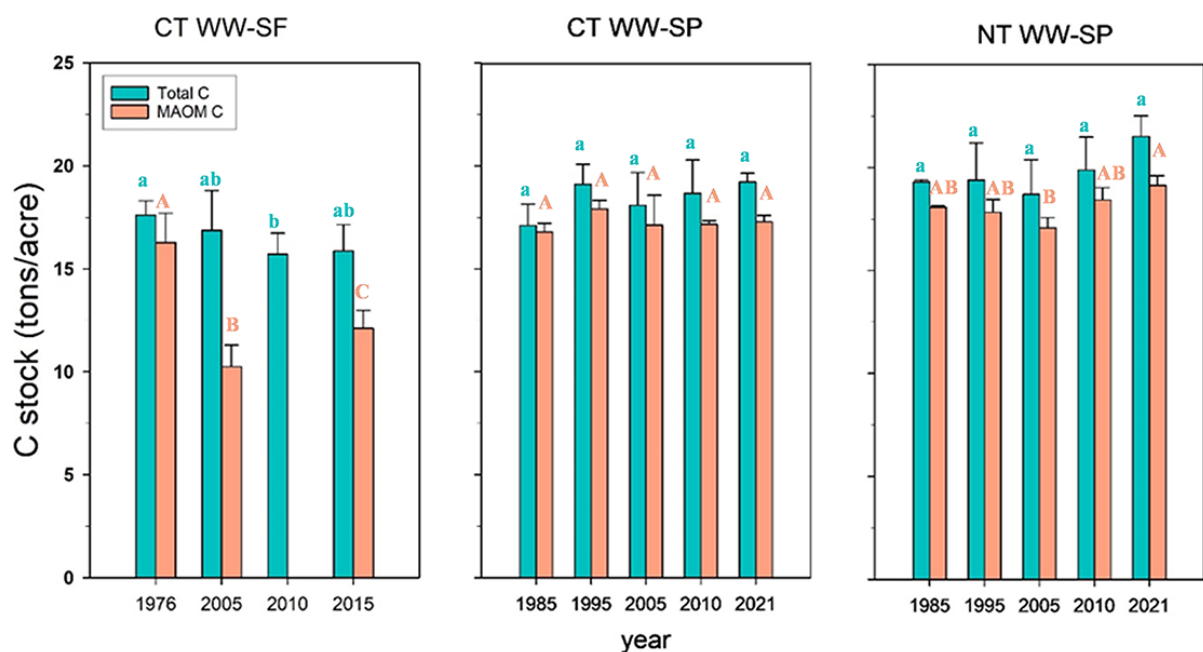 CT WW-SF
CT WW-SP
NT WW-SP
C stock (tons/acre)
25
20
15
10
5
0
Total C
MAOM C
a
A
ab
B
b
ab
C
1976
2005
2010
2015
a
A
a
A
a
A
a
A
a
A
1985
1995
2005
2010
2021
a
AB
a
AB
a
B
a
AB
a
A
1985
1995
2005
2010
2021
year